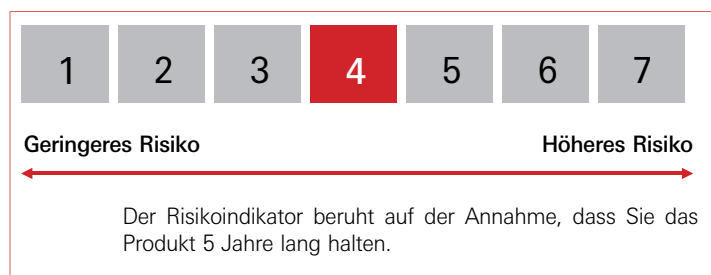 1 2 3 4 5 6 7
Geringeres Risiko Höheres Risiko
Der Risikoindikator beruht auf der Annahme, dass Sie das
Produkt 5 Jahre lang halten.